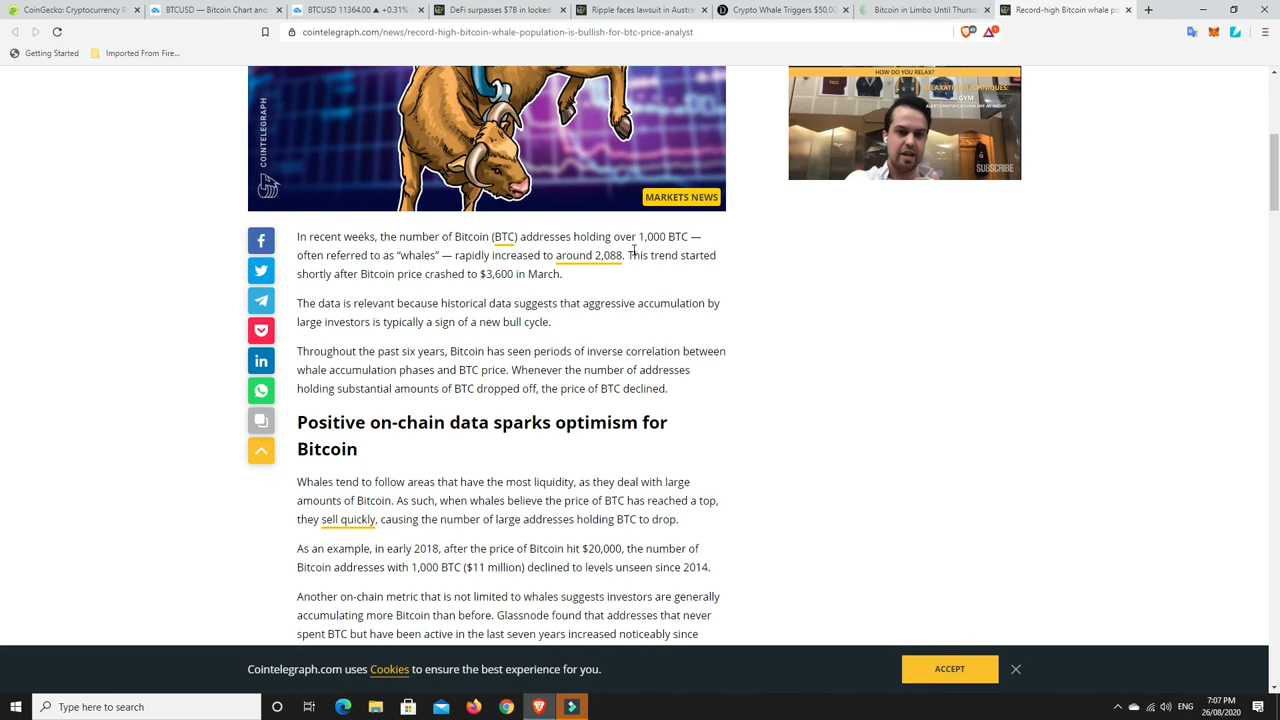 CoinGecko: Cryptocurrency P
BTCUSD — Bitcoin Chart and
BTCUSD 11364.00 ▲ +0.31%
DeFi surpasses $7B in locked
Ripple faces lawsuit in Austra
Crypto Whale Triggers $50,00
Bitcoin in Limbo Until Thursd
Record-high Bitcoin whale po
cointelegraph.com/news/record-high-bitcoin-whale-population-is-bullish-for-btc-price-analyst
Getting Started
Imported From Fire...
COINTELEGRAPH
MARKETS NEWS
HOW DO YOU RELAX?
RELAXATION TECHNIQUES:
GYM
SUBSCRIBE
In recent weeks, the number of Bitcoin (BTC) addresses holding over 1,000 BTC —
often referred to as “whales” — rapidly increased to around 2,088. This trend started
shortly after Bitcoin price crashed to $3,600 in March.
The data is relevant because historical data suggests that aggressive accumulation by
large investors is typically a sign of a new bull cycle.
Throughout the past six years, Bitcoin has seen periods of inverse correlation between
whale accumulation phases and BTC price. Whenever the number of addresses
holding substantial amounts of BTC dropped off, the price of BTC declined.
Positive on-chain data sparks optimism for
Bitcoin
Whales tend to follow areas that have the most liquidity, as they deal with large
amounts of Bitcoin. As such, when whales believe the price of BTC has reached a top,
they sell quickly, causing the number of large addresses holding BTC to drop.
As an example, in early 2018, after the price of Bitcoin hit $20,000, the number of
Bitcoin addresses with 1,000 BTC ($11 million) declined to levels unseen since 2014.
Another on-chain metric that is not limited to whales suggests investors are generally
accumulating more Bitcoin than before. Glassnode found that addresses that never
spent BTC but have been active in the last seven years increased noticeably since
Cointelegraph.com uses Cookies to ensure the best experience for you.
ACCEPT
Type here to search
ENG
7:07 PM
26/08/2020